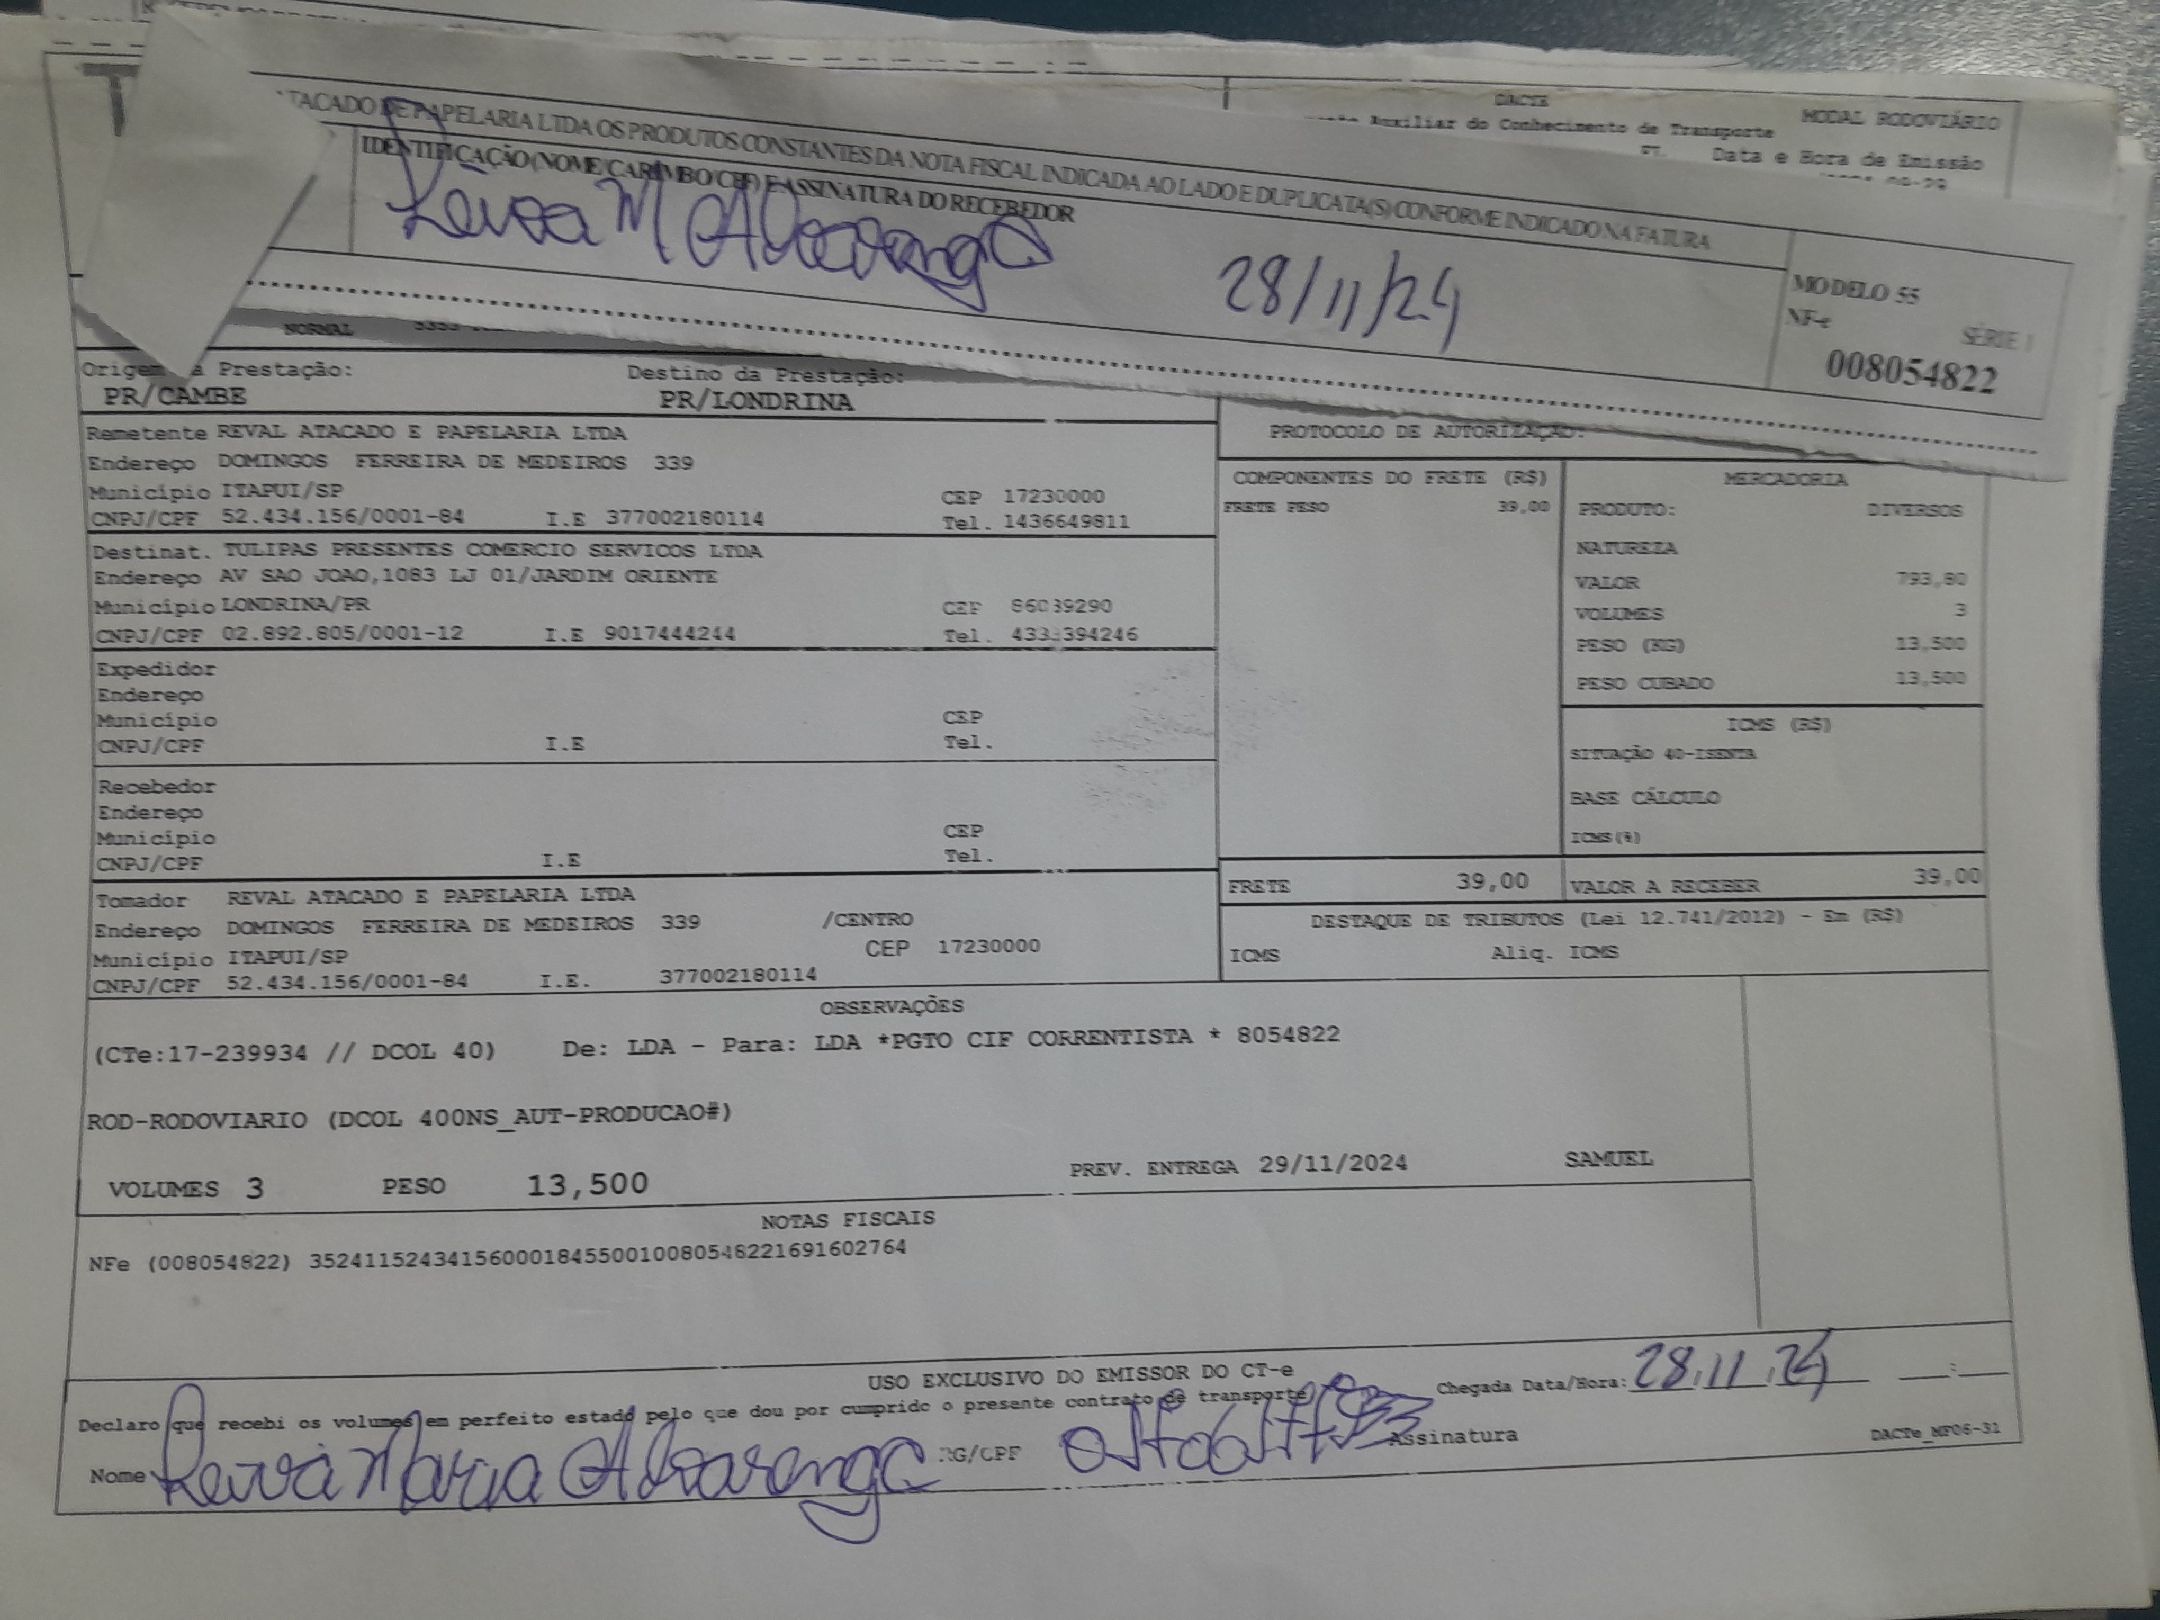 DACTE
MODAL RODOVIÁRIO
Auxiliar do Conhecimento de Transporte
Data e Hora de Emissão
ATACADO DE PAPELARIA LTDA OS PRODUTOS CONSTANTES DA NOTA FISCAL INDICADA AO LADO E DUPLICATA(S) CONFORME INDICADO NA FATURA
IDENTIFICAÇÃO (NOME/CARIMBO/CPF) E ASSINATURA DO RECEBEDOR
M Alvarenga 28/11/24
MODELO 55
NF-e SÉRIE 1
008054822
NORMAL
Origem a Prestação: Destino da Prestação:
PR/CAMBE PR/LONDRINA
Remetente REVAL ATACADO E PAPELARIA LTDA
Endereço DOMINGOS FERREIRA DE MEDEIROS 339
Município ITAPUI/SP CEP 17230000
CNPJ/CPF 52.434.156/0001-84 I.E 377002180114 Tel. 1436649811
Destinat. TULIPAS PRESENTES COMERCIO SERVICOS LTDA
Endereço AV SAO JOAO,1083 LJ 01/JARDIM ORIENTE
Município LONDRINA/PR CEP 86039290
CNPJ/CPF 02.892.805/0001-12 I.E 9017444244 Tel.
Expedidor
Endereço
Município CEP
CNPJ/CPF I.E Tel.
Recebedor
Endereço
Município CEP
CNPJ/CPF I.E Tel.
Tomador REVAL ATACADO E PAPELARIA LTDA
Endereço DOMINGOS FERREIRA DE MEDEIROS 339 /CENTRO
Município ITAPUI/SP CEP 17230000
CNPJ/CPF 52.434.156/0001-84 I.E. 377002180114
PROTOCOLO DE AUTORIZAÇÃO:
COMPONENTES DO FRETE (R$)
FRETE PESO 39,00
MERCADORIA
PRODUTO: DIVERSOS
NATUREZA
VALOR 793,80
VOLUMES 3
PESO (KG) 13,500
PESO CUBADO 13,500
ICMS (R$)
SITUAÇÃO 40-ISENTA
BASE CÁLCULO
ICMS(%)
FRETE 39,00 VALOR A RECEBER 39,00
DESTAQUE DE TRIBUTOS (Lei 12.741/2012) - Em (R$)
ICMS Aliq. ICMS
OBSERVAÇÕES
(CTe:17-239934 // DCOL 40) De: LDA - Para: LDA *PGTO CIF CORRENTISTA * 8054822
ROD-RODOVIARIO (DCOL 400NS_AUT-PRODUCAO#)
VOLUMES 3 PESO 13,500 PREV. ENTREGA 29/11/2024 SAMUEL
NOTAS FISCAIS
NFe (008054822) 35241152434156000184550010080548221691602764
USO EXCLUSIVO DO EMISSOR DO CT-e
Declaro que recebi os volumes em perfeito estado pelo que dou por cumprido o presente contrato de transporte
Chegada Data/Hora: 28.11.24 :
Nome Maria Alvarenga RG/CPF Assinatura
DACTe_MF06-31